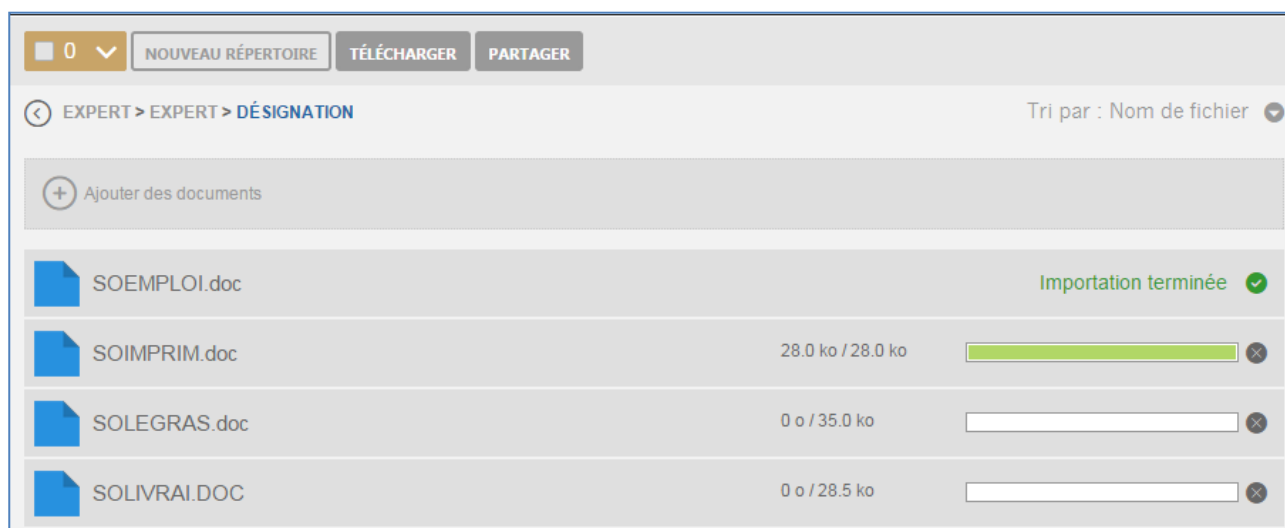 0 NOUVEAU RÉPERTOIRE TÉLÉCHARGER PARTAGER
EXPERT > EXPERT > DÉSIGNATION Tri par : Nom de fichier
Ajouter des documents
SOEMPLOI.doc Importation terminée
SOIMPRIM.doc 28.0 ko / 28.0 ko
SOLEGRAS.doc 0 o / 35.0 ko
SOLIVRAI.DOC 0 o / 28.5 ko